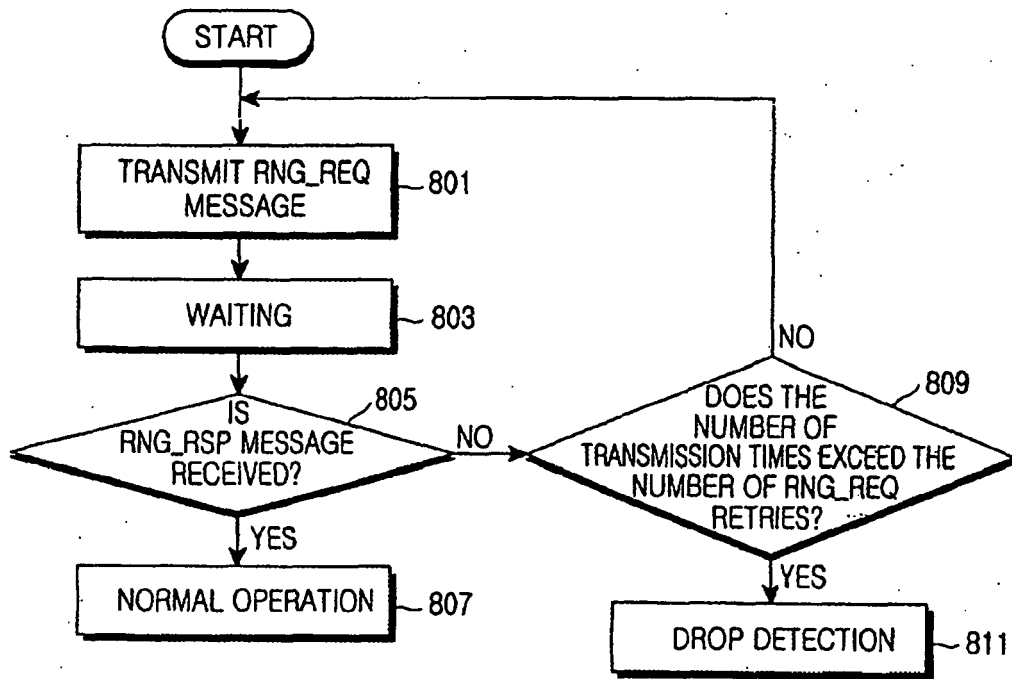 START
TRANSMIT RNG_REQ
MESSAGE
801
WAITING
803
IS
RNG_RSP MESSAGE
RECEIVED?
805
NO
YES
NORMAL OPERATION
807
NO
DOES THE
NUMBER OF
TRANSMISSION TIMES EXCEED THE
NUMBER OF RNG_REQ
RETRIES?
809
YES
DROP DETECTION
811